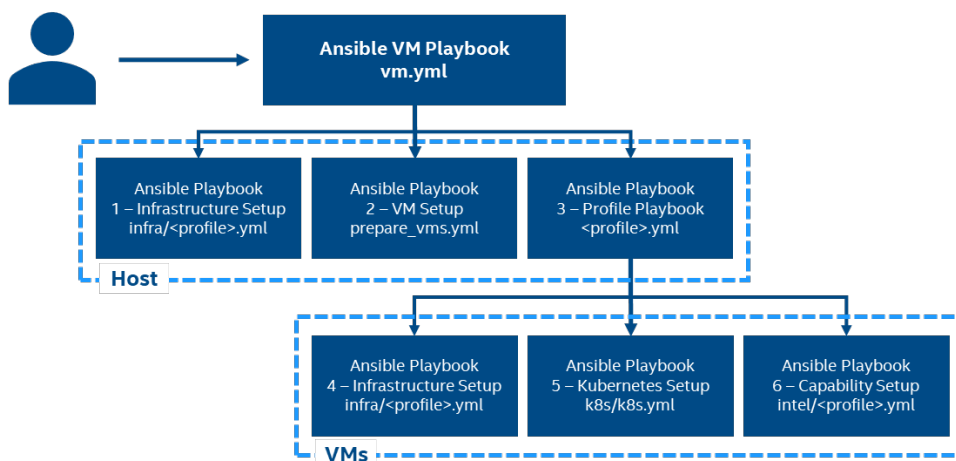 Ansible VM Playbook
vm.yml
Ansible Playbook
1 – Infrastructure Setup
infra/<profile>.yml
Ansible Playbook
2 – VM Setup
prepare_vms.yml
Ansible Playbook
3 – Profile Playbook
<profile>.yml
Host
Ansible Playbook
4 – Infrastructure Setup
infra/<profile>.yml
Ansible Playbook
5 – Kubernetes Setup
k8s/k8s.yml
Ansible Playbook
6 – Capability Setup
intel/<profile>.yml
VMs